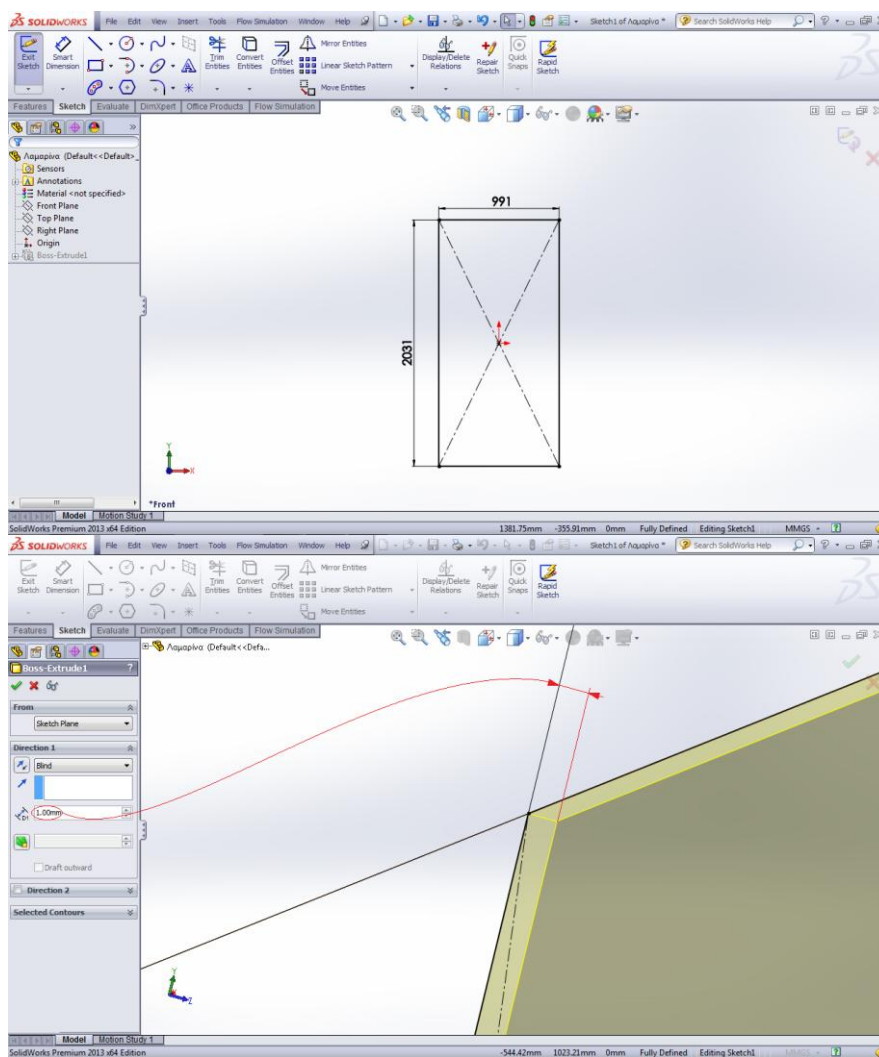 SOLIDWORKS File Edit View Insert Tools Flow Simulation Window Help Sketch1 of Λαμαρίνα * Search SolidWorks Help
Exit Sketch
Smart Dimension
Trim Entities
Convert Entities
Offset Entities
Mirror Entities
Linear Sketch Pattern
Move Entities
Display/Delete Relations
Repair Sketch
Quick Snaps
Rapid Sketch
Features Sketch Evaluate DimXpert Office Products Flow Simulation
Λαμαρίνα (Default<<Default>_
Sensors
Annotations
Material <not specified>
Front Plane
Top Plane
Right Plane
Origin
Boss-Extrude1
991
2031
Y
X
*Front
Model Motion Study 1
SolidWorks Premium 2013 x64 Edition 1381.75mm -355.91mm 0mm Fully Defined Editing Sketch1 MMGS
SOLIDWORKS File Edit View Insert Tools Flow Simulation Window Help Sketch1 of Λαμαρίνα * Search SolidWorks Help
Exit Sketch
Smart Dimension
Trim Entities
Convert Entities
Offset Entities
Mirror Entities
Linear Sketch Pattern
Move Entities
Display/Delete Relations
Repair Sketch
Quick Snaps
Rapid Sketch
Features Sketch Evaluate DimXpert Office Products Flow Simulation
Λαμαρίνα (Default<<Defa...
Boss-Extrude1 ?
From
Sketch Plane
Direction 1
Blind
D1 1.00mm
Draft outward
Direction 2
Selected Contours
Y
Z
Model Motion Study 1
SolidWorks Premium 2013 x64 Edition -544.42mm 1023.21mm 0mm Fully Defined Editing Sketch1 MMGS